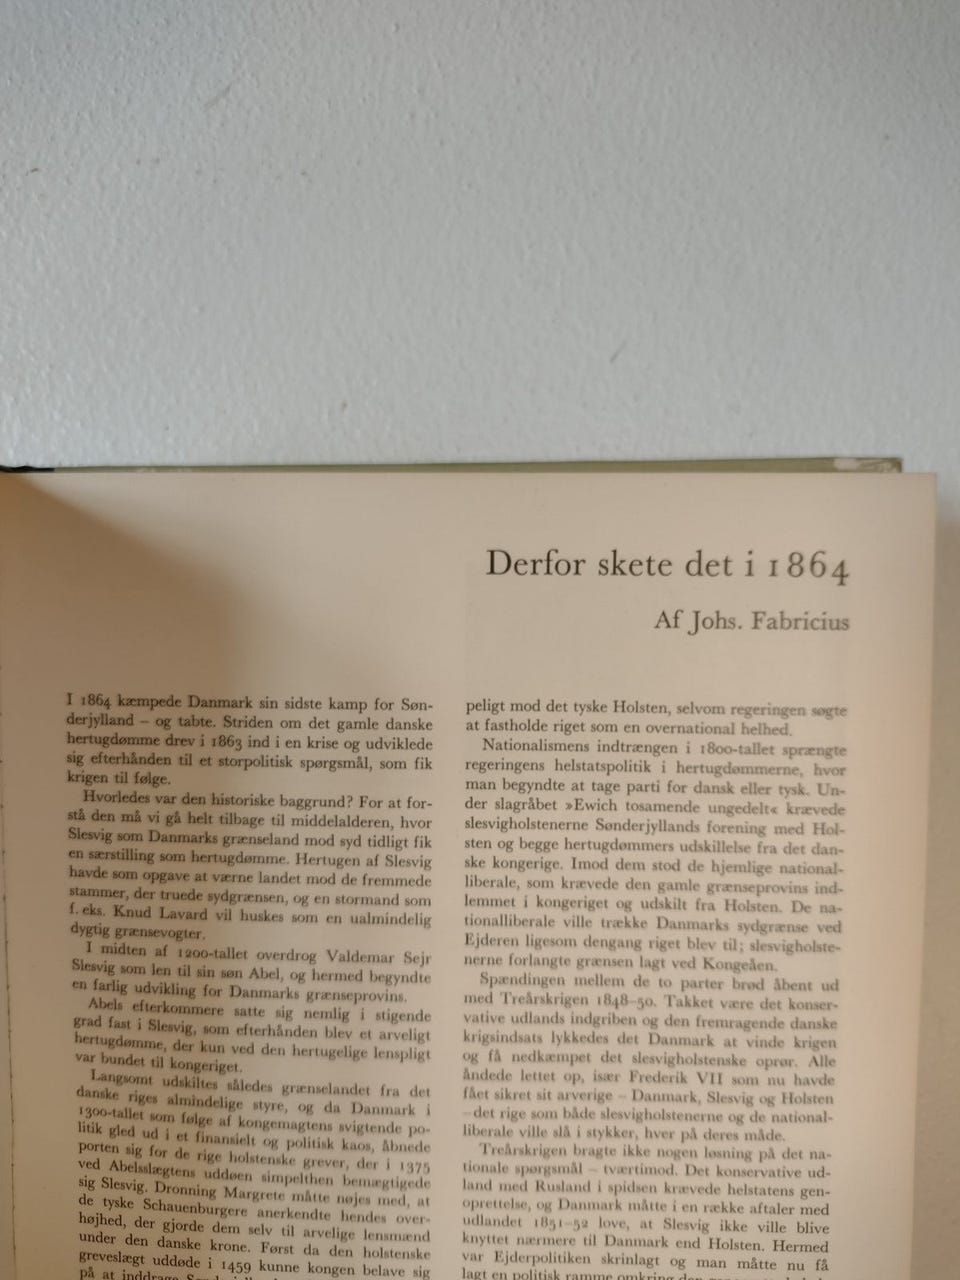 Derfor skete det i 1864
Af Johs. Fabricius
I 1864 kæmpede Danmark sin sidste kamp for Søn-
derjylland – og tabte. Striden om det gamle danske
hertugdømme drev i 1863 ind i en krise og udviklede
sig efterhånden til et storpolitisk spørgsmål, som fik
krigen til følge.
Hvorledes var den historiske baggrund? For at for-
stå den må vi gå helt tilbage til middelalderen, hvor
Slesvig som Danmarks grænseland mod syd tidligt fik
en særstilling som hertugdømme. Hertugen af Slesvig
havde som opgave at værne landet mod de fremmede
stammer, der truede sydgrænsen, og en stormand som
f. eks. Knud Lavard vil huskes som en ualmindelig
dygtig grænsevogter.
I midten af 1200-tallet overdrog Valdemar Sejr
Slesvig som len til sin søn Abel, og hermed begyndte
en farlig udvikling for Danmarks grænseprovins.
Abels efterkommere satte sig nemlig i stigende
grad fast i Slesvig, som efterhånden blev et arveligt
hertugdømme, der kun ved den hertugelige lenspligt
var bundet til kongeriget.
Langsomt udskiltes således grænselandet fra det
danske riges almindelige styre, og da Danmark i
1300-tallet som følge af kongemagtens svigtende po-
litik gled ud i et finansielt og politisk kaos, åbnede
porten sig for de rige holstenske grever, der i 1375
ved Abelsslægtens uddøen simpelthen bemægtigede
sig Slesvig. Dronning Margrete måtte nøjes med, at
de tyske Schauenburgere anerkendte hendes over-
højhed, der gjorde dem selv til arvelige lensmænd
under den danske krone. Først da den holstenske
greveslægt uddøde i 1459 kunne kongen belave sig
på at inddrage
peligt mod det tyske Holsten, selvom regeringen søgte
at fastholde riget som en overnational helhed.
Nationalismens indtrængen i 1800-tallet sprængte
regeringens helstatspolitik i hertugdømmerne, hvor
man begyndte at tage parti for dansk eller tysk. Un-
der slagråbet »Ewich tosamende ungedelt« krævede
slesvigholstenerne Sønderjyllands forening med Hol-
sten og begge hertugdømmers udskillelse fra det dan-
ske kongerige. Imod dem stod de hjemlige national-
liberale, som krævede den gamle grænseprovins ind-
lemmet i kongeriget og udskilt fra Holsten. De na-
tionalliberale ville trække Danmarks sydgrænse ved
Ejderen ligesom dengang riget blev til; slesvigholste-
nerne forlangte grænsen lagt ved Kongeåen.
Spændingen mellem de to parter brød åbent ud
med Treårskrigen 1848–50. Takket være det konser-
vative udlands indgriben og den fremragende danske
krigsindsats lykkedes det Danmark at vinde krigen
og få nedkæmpet det slesvigholstenske oprør. Alle
åndede lettet op, især Frederik VII som nu havde
fået sikret sit arverige – Danmark, Slesvig og Holsten
– det rige som både slesvigholstenerne og de national-
liberale ville slå i stykker, hver på deres måde.
Treårskrigen bragte ikke nogen løsning på det na-
tionale spørgsmål – tværtimod. Det konservative ud-
land med Rusland i spidsen krævede helstatens gen-
oprettelse, og Danmark måtte i en række aftaler med
udlandet 1851–52 love, at Slesvig ikke ville blive
knyttet nærmere til Danmark end Holsten. Hermed
var Ejderpolitiken skrinlagt og man måtte nu få
lagt en politisk ramme omkring